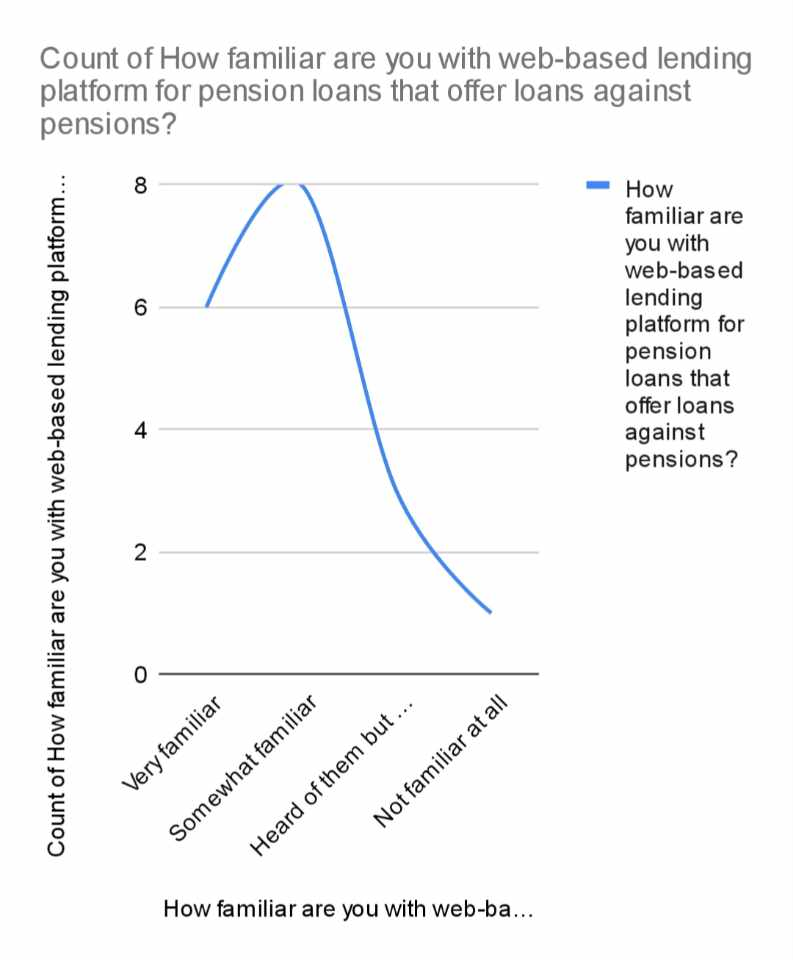 Count of How familiar are you with web-based lending
platform for pension loans that offer loans against
pensions?
Count of How familiar are you with web-based lending platform…
8
6
4
2
0
Very familiar
Somewhat familiar
Heard of them but …
Not familiar at all
How familiar are you with web-ba…
How
familiar are
you with
web-based
lending
platform for
pension
loans that
offer loans
against
pensions?